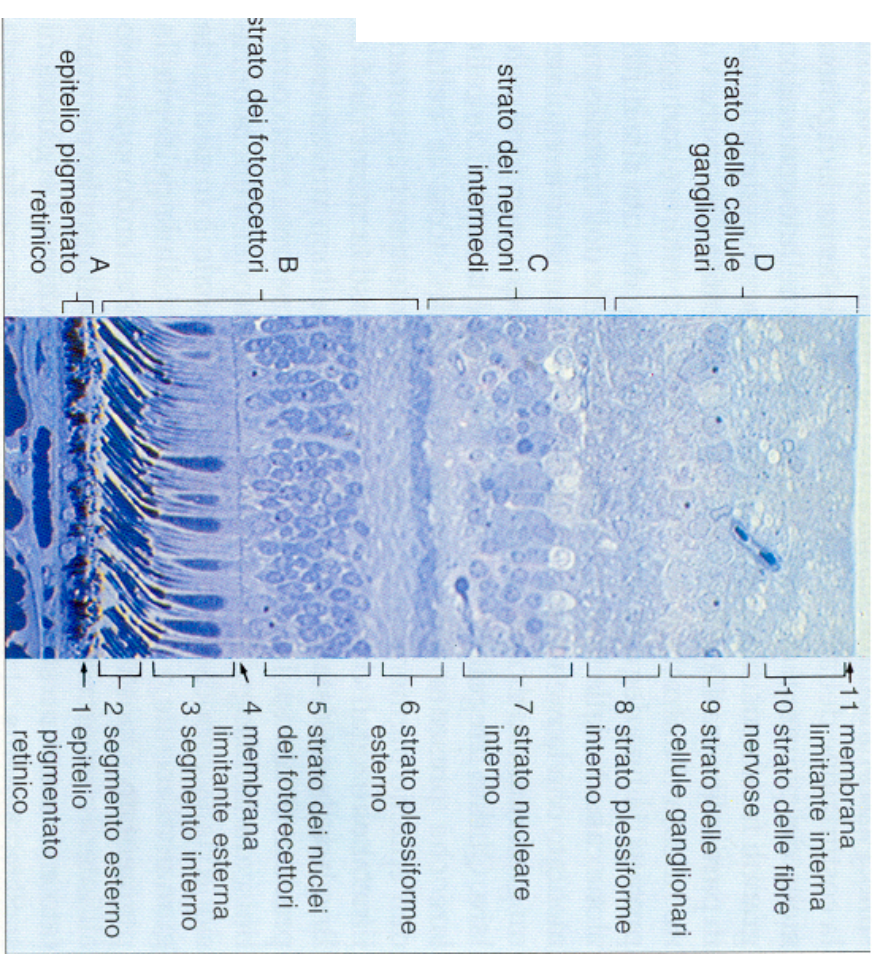 D
strato delle cellule
ganglionari
C
strato dei neuroni
intermedi
B
strato dei fotorecettori
A
epitelio pigmentato
retinico
11 membrana
limitante interna
10 strato delle fibre
nervose
9 strato delle
cellule ganglionari
8 strato plessiforme
interno
7 strato nucleare
interno
6 strato plessiforme
esterno
5 strato dei nuclei
dei fotorecettori
4 membrana
limitante esterna
3 segmento interno
2 segmento esterno
1 epitelio
pigmentato
retinico